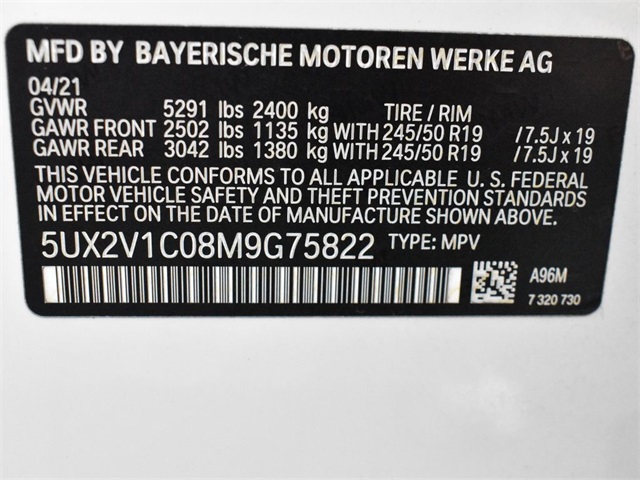 MFD BY BAYERISCHE MOTOREN WERKE AG
04/21
GVWR 5291 lbs 2400 kg TIRE / RIM
GAWR FRONT 2502 lbs 1135 kg WITH 245/50 R19 / 7.5J x 19
GAWR REAR 3042 lbs 1380 kg WITH 245/50 R19 / 7.5J x 19
THIS VEHICLE CONFORMS TO ALL APPLICABLE U. S. FEDERAL
MOTOR VEHICLE SAFETY AND THEFT PREVENTION STANDARDS
IN EFFECT ON DATE OF MANUFACTURE SHOWN ABOVE
5UX2V1C08M9G75822 TYPE: MPV
A96M
7 320 730